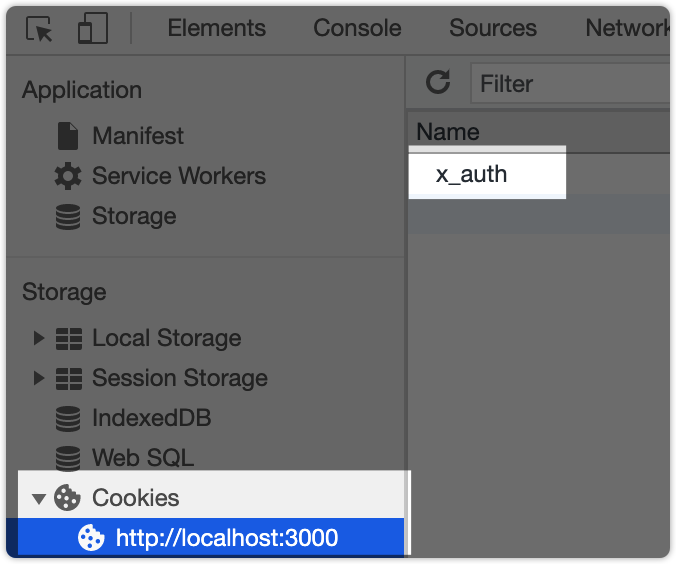 Elements Console Sources Network
Application
Manifest
Service Workers
Storage
Storage
Local Storage
Session Storage
IndexedDB
Web SQL
Cookies
http://localhost:3000
Filter
Name
x_auth